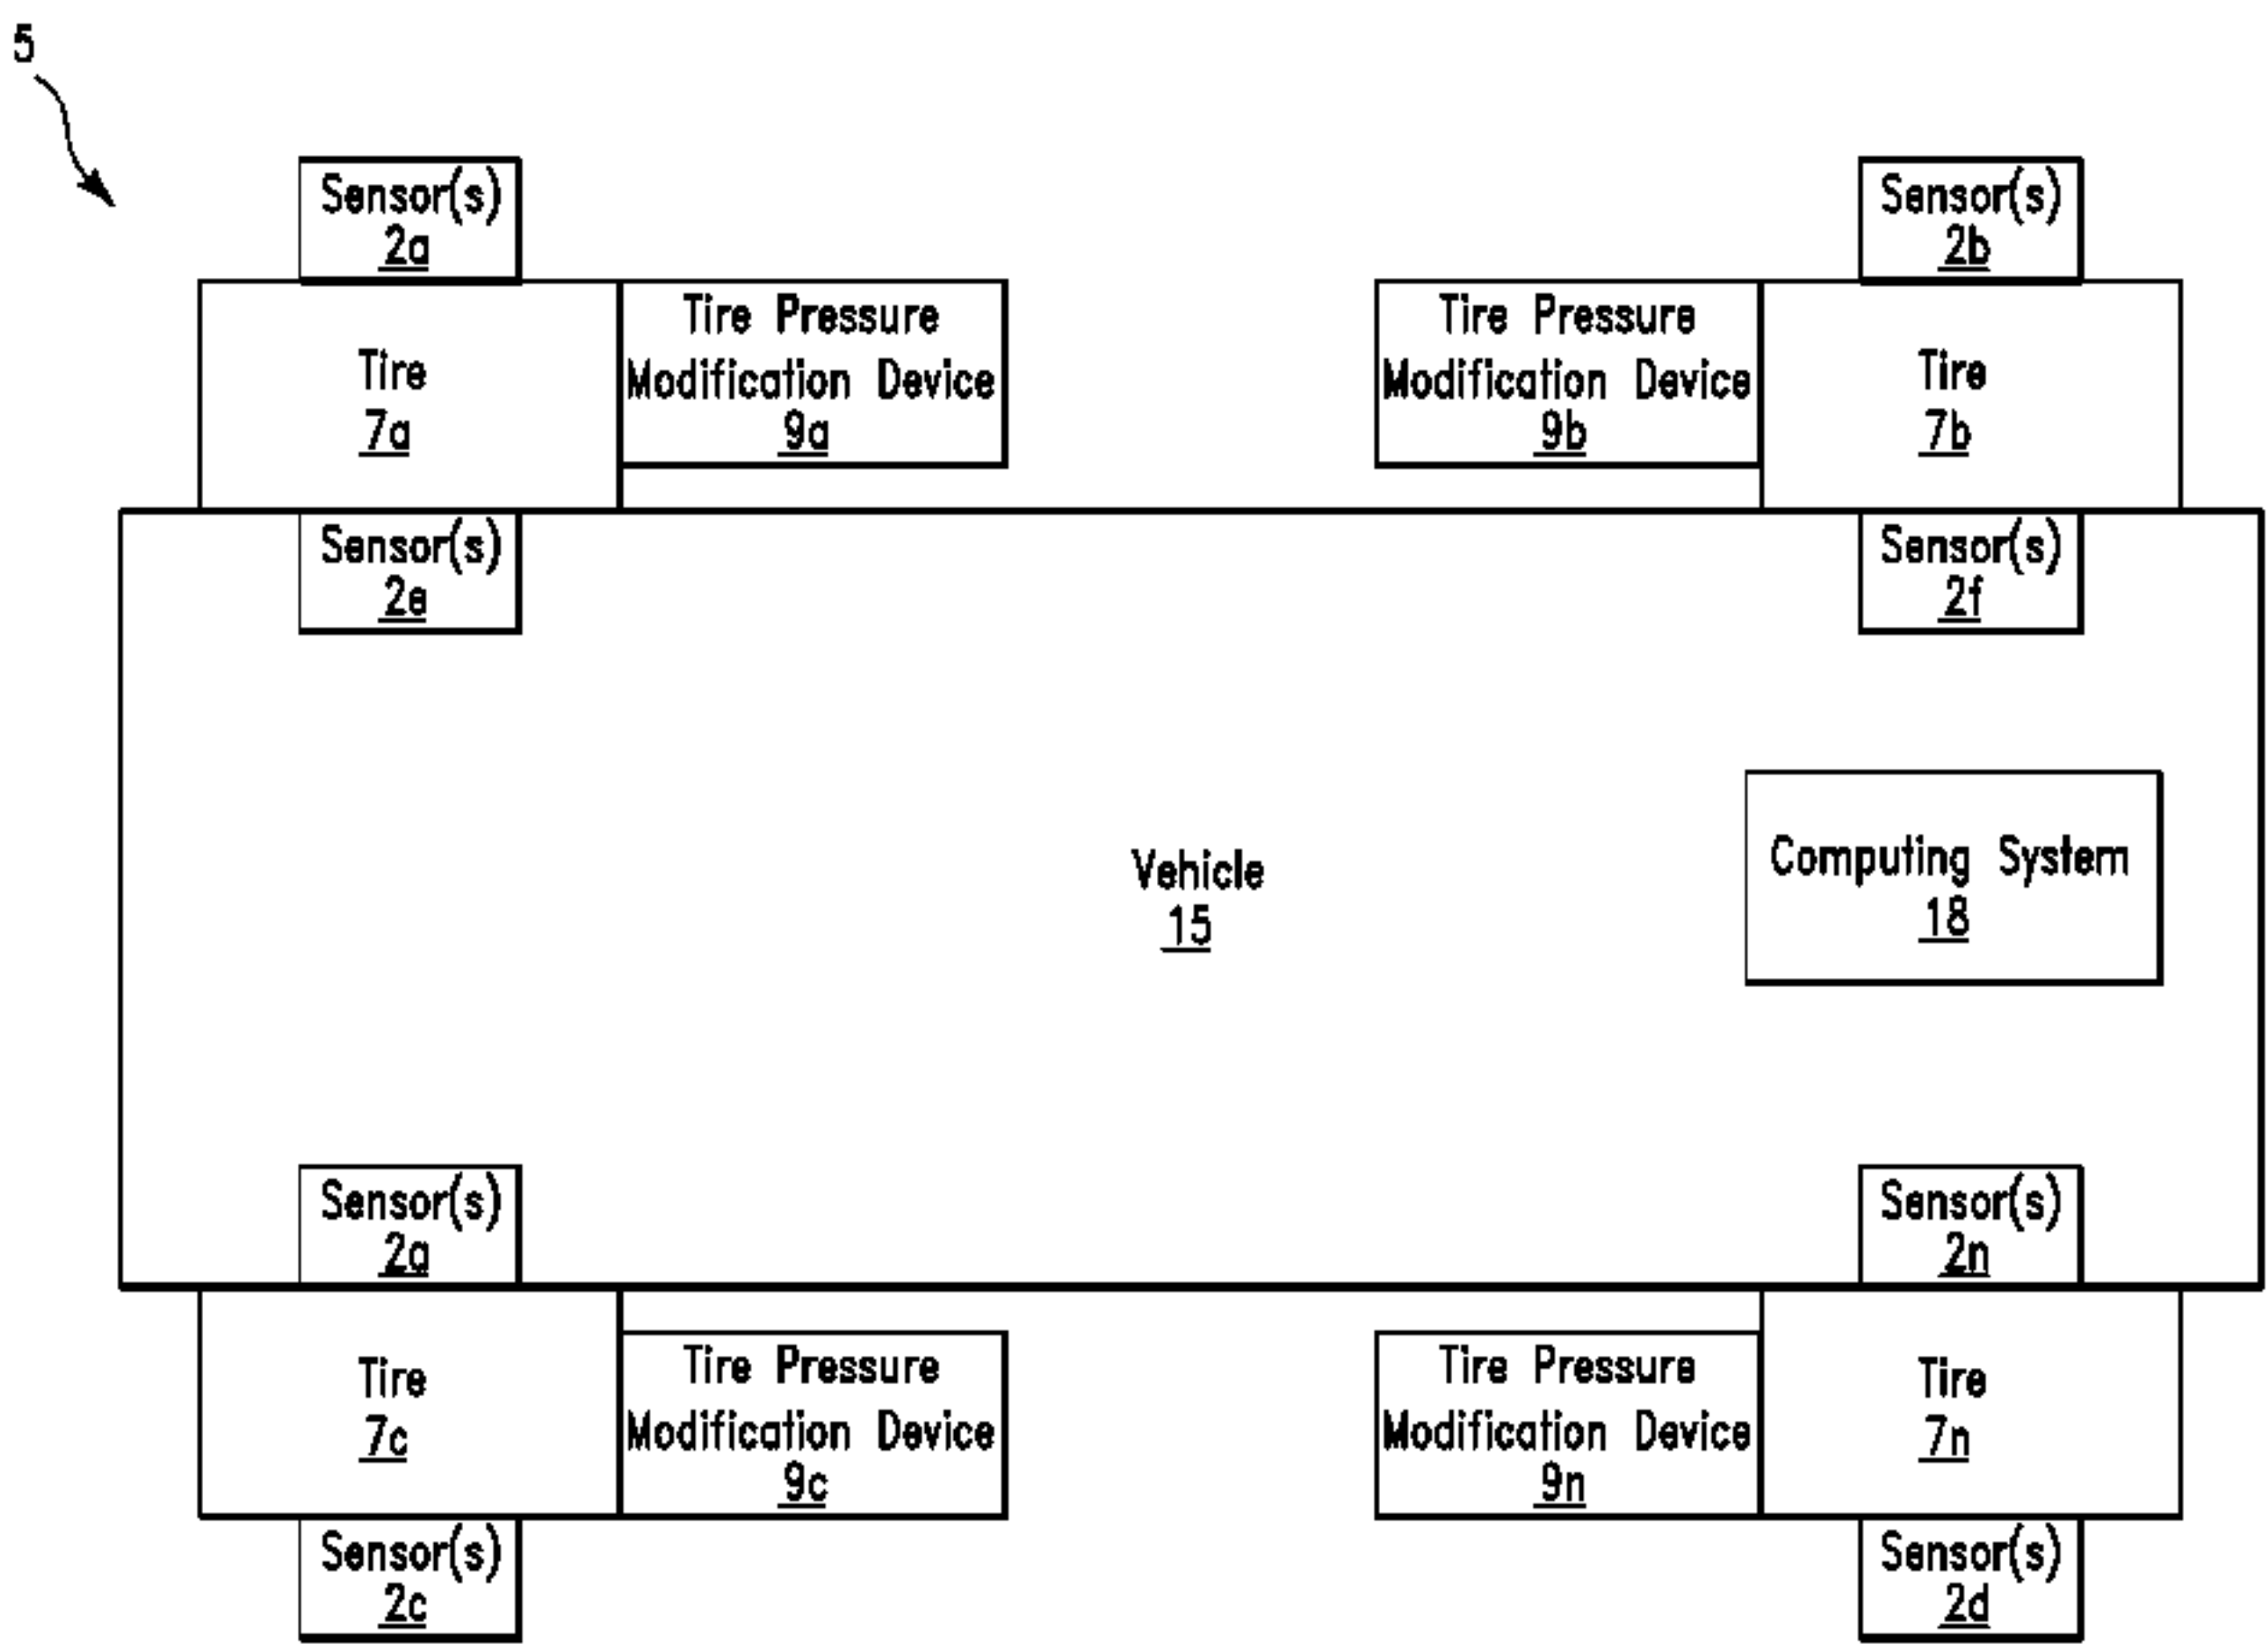 5
Sensor(s)
2a
Sensor(s)
2b
Tire
7a
Tire Pressure
Modification Device
9a
Tire Pressure
Modification Device
9b
Tire
7b
Sensor(s)
2e
Sensor(s)
2f
Vehicle
15
Computing System
18
Sensor(s)
2g
Sensor(s)
2n
Tire
7c
Tire Pressure
Modification Device
9c
Tire Pressure
Modification Device
9n
Tire
7n
Sensor(s)
2c
Sensor(s)
2d